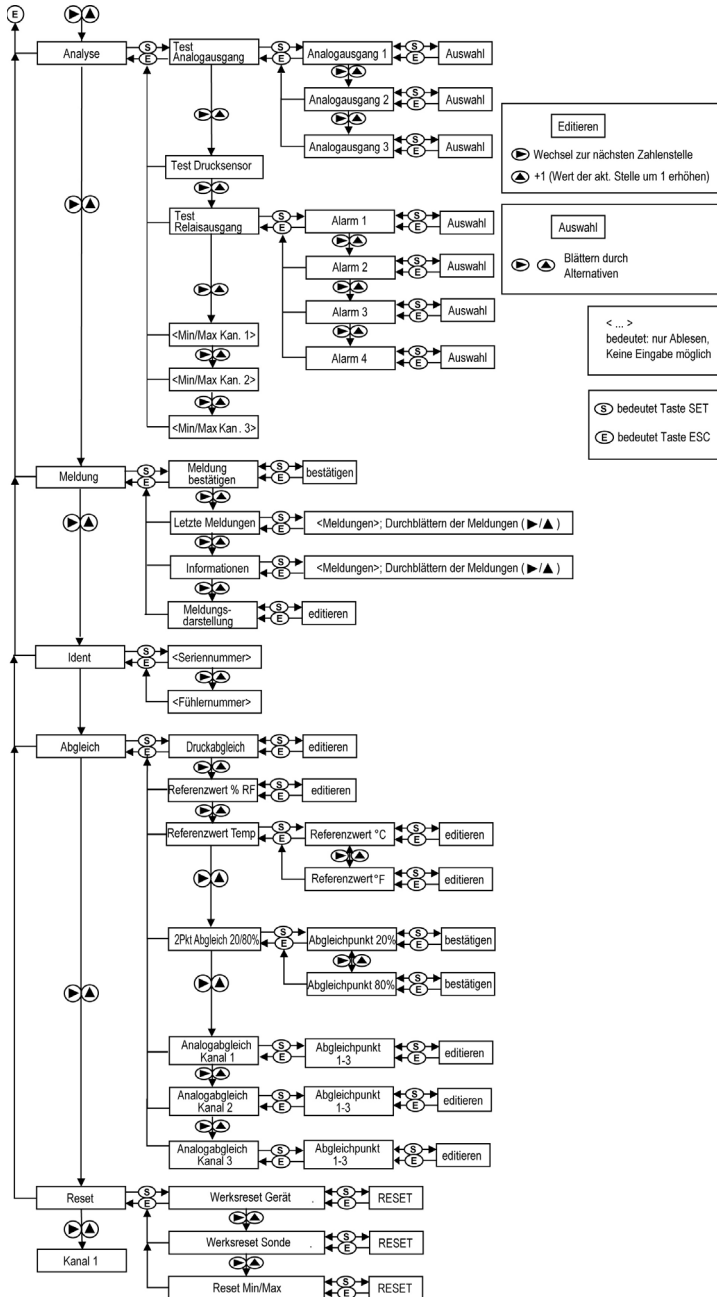 E
Analyse
S
E
Test
Analogausgang
S
E
Analogausgang 1
S
E
Auswahl
Analogausgang 2
S
E
Auswahl
Analogausgang 3
S
E
Auswahl
Test Drucksensor
Test
Relaisausgang
S
E
Alarm 1
S
E
Auswahl
Alarm 2
S
E
Auswahl
Alarm 3
S
E
Auswahl
Alarm 4
S
E
Auswahl
<Min/Max Kan. 1>
<Min/Max Kan. 2>
<Min/Max Kan . 3>
Editieren
Wechsel zur nächsten Zahlenstelle
+1 (Wert der akt. Stelle um 1 erhöhen)
Auswahl
Blättern durch
Alternativen
< ... >
bedeutet: nur Ablesen,
Keine Eingabe möglich
S bedeutet Taste SET
E bedeutet Taste ESC
Meldung
S
E
Meldung
bestätigen
S
E
bestätigen
Letzte Meldungen
S
E
<Meldungen>; Durchblättern der Meldungen (▶/▲)
Informationen
S
E
<Meldungen>; Durchblättern der Meldungen (▶/▲)
Meldungs-
darstellung
S
E
editieren
Ident
S
E
<Seriennummer>
<Fühlernummer>
Abgleich
S
E
Druckabgleich
S
E
editieren
Referenzwert % RF
S
E
editieren
Referenzwert Temp
S
E
Referenzwert °C
S
E
editieren
Referenzwert°F
S
E
editieren
2Pkt Abgleich 20/80%
S
E
Abgleichpunkt 20%
S
E
bestätigen
Abgleichpunkt 80%
S
E
bestätigen
Analogabgleich
Kanal 1
S
E
Abgleichpunkt
1-3
S
E
editieren
Analogabgleich
Kanal 2
S
E
Abgleichpunkt
1-3
S
E
editieren
Analogabgleich
Kanal 3
S
E
Abgleichpunkt
1-3
S
E
editieren
Reset
S
E
Werksreset Gerät .
S
E
RESET
Werksreset Sonde .
S
E
RESET
Reset Min/Max
S
E
RESET
Kanal 1